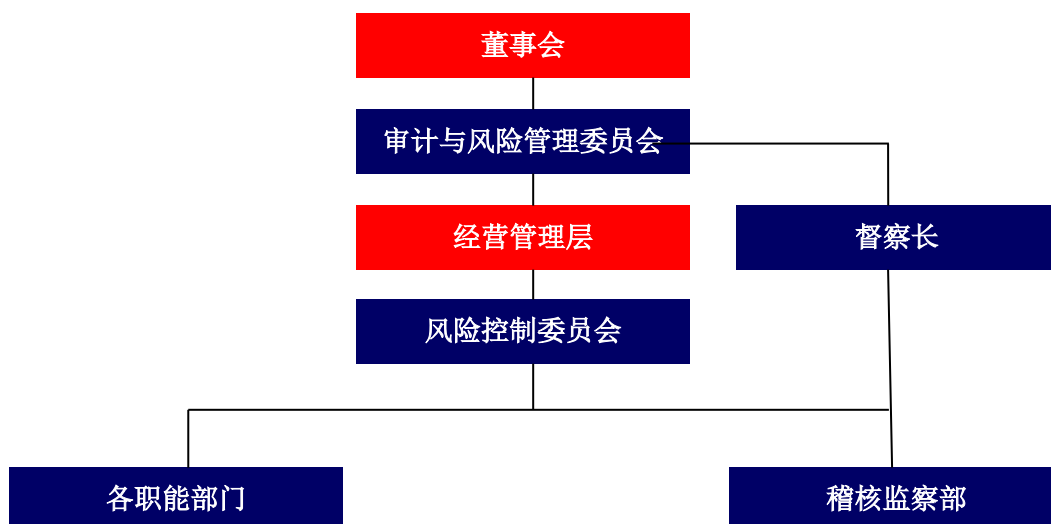 董事会
审计与风险管理委员会
经营管理层
督察长
风险控制委员会
各职能部门
稽核监察部